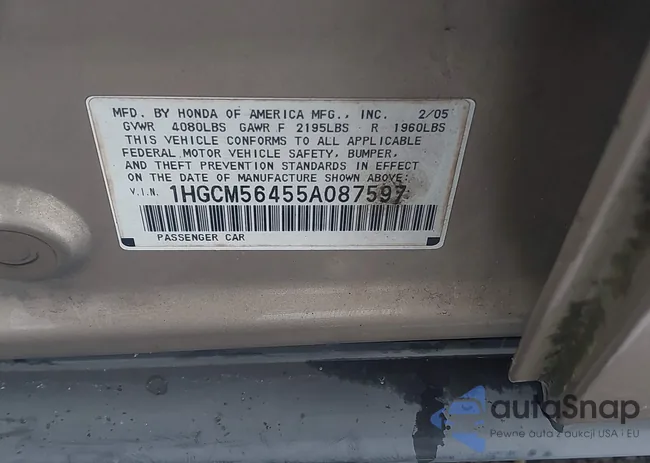 MFD. BY HONDA OF AMERICA MFG., INC. 2/05
GVWR 4080LBS GAWR F 2195LBS R 1960LBS
THIS VEHICLE CONFORMS TO ALL APPLICABLE
FEDERAL MOTOR VEHICLE SAFETY, BUMPER,
AND THEFT PREVENTION STANDARDS IN EFFECT
ON THE DATE OF MANUFACTURE SHOWN ABOVE.
V.I.N. 1HGCM56455A087597
PASSENGER CAR
autaSnap
Pewne auta z aukcji USA i EU